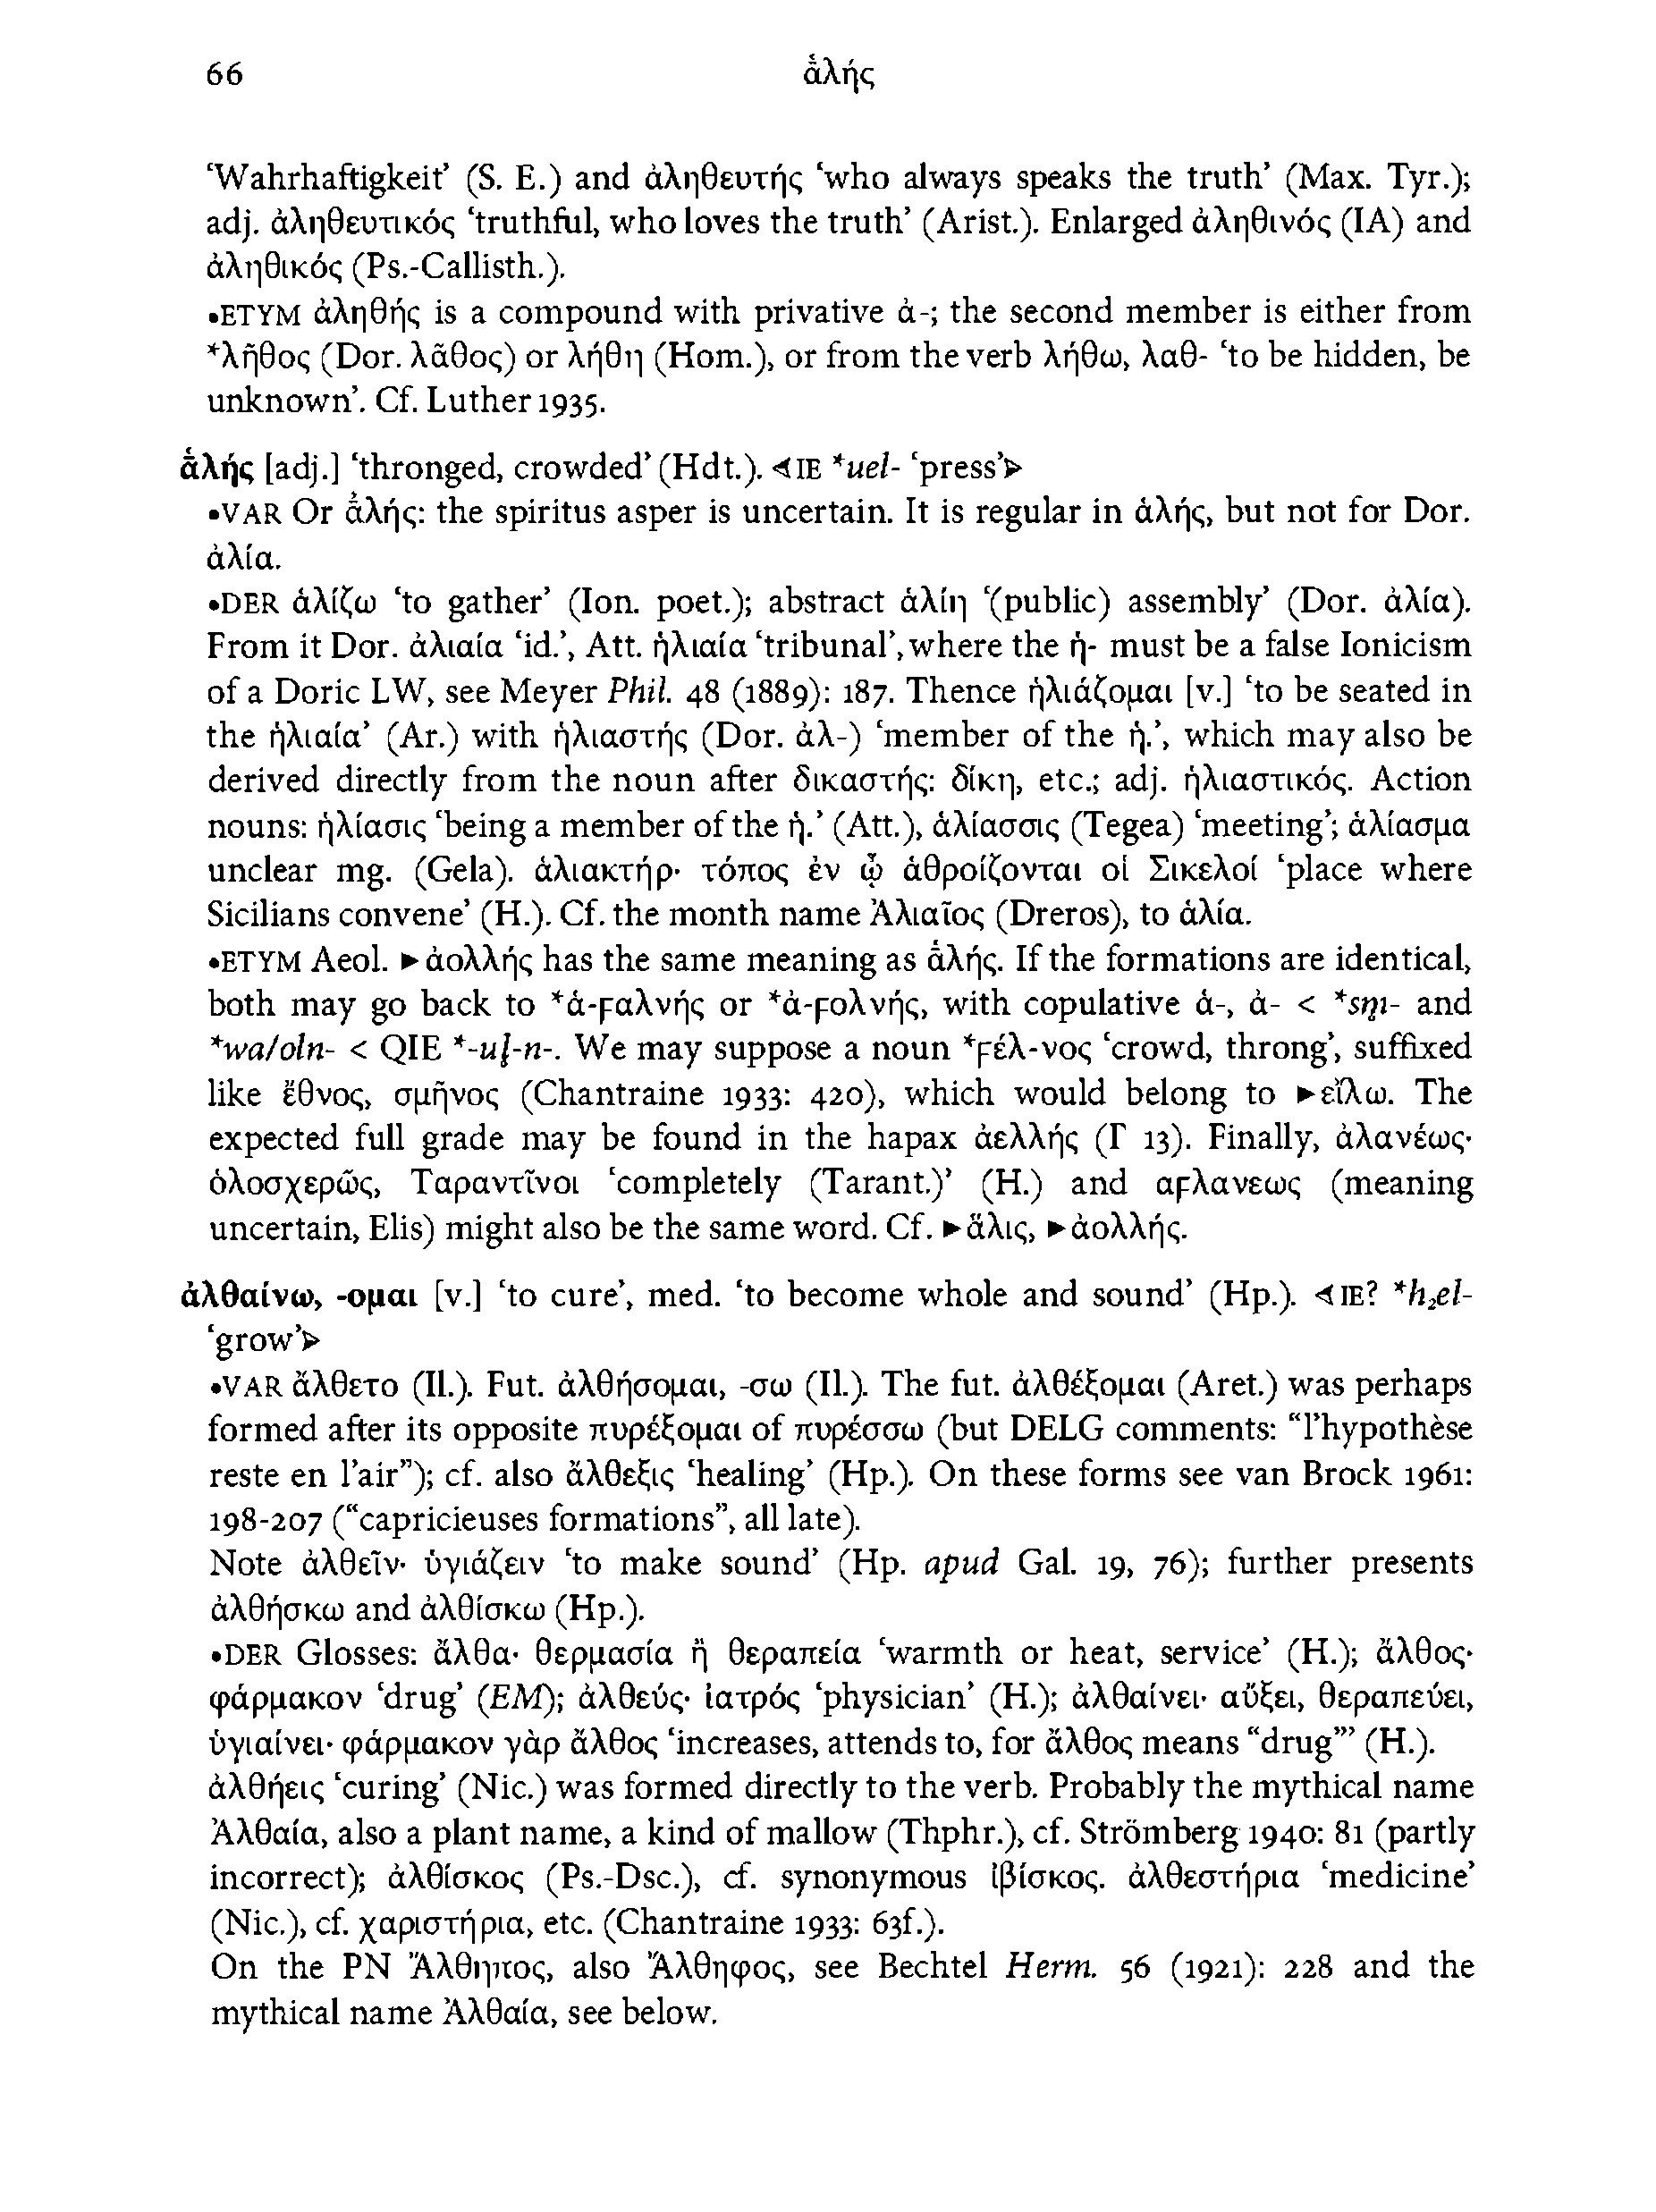 66 ἁ̄λής
‘Wahrhaftigkeit’ (S. E.) and ἀληθευτής ‘who always speaks the truth’ (Max. Tyr.);
adj. ἀληθευτικός ‘truthful, who loves the truth’ (Arist.). Enlarged ἀληθινός (IA) and
ἀληθικός (Ps.-Callisth.).
•ETYM ἀληθής is a compound with privative ἀ-; the second member is either from
*λῆθος (Dor. λᾶθος) or λήθη (Hom.), or from the verb λήθω, λαθ- ‘to be hidden, be
unknown’. Cf. Luther 1935.
ἁ̄λής [adj.] ‘thronged, crowded’ (Hdt.). ⊲IE *uel- ‘press’⊳
•VAR Or ἀ̄λής: the spiritus asper is uncertain. It is regular in ἁλής, but not for Dor.
ἁλία.
•DER ἁλίζω ‘to gather’ (Ion. poet.); abstract ἁλίη ‘(public) assembly’ (Dor. ἁλία).
From it Dor. ἁλιαία ‘id.’, Att. ἡλιαία ‘tribunal’, where the ἡ- must be a false Ionicism
of a Doric LW, see Meyer Phil. 48 (1889): 187. Thence ἡλιάζομαι [v.] ‘to be seated in
the ἡλιαία’ (Ar.) with ἡλιαστής (Dor. ἁλ-) ‘member of the ἡ.’, which may also be
derived directly from the noun after δικαστής: δίκη, etc.; adj. ἡλιαστικός. Action
nouns: ἡλίασις ‘being a member of the ἡ.’ (Att.), ἁλίασσις (Tegea) ‘meeting’; ἁλίασμα
unclear mg. (Gela). ἁλιακτήρ· τόπος ἐν ᾧ ἀθροίζονται οἱ Σικελοί ‘place where
Sicilians convene’ (H.). Cf. the month name Ἁλιαῖος (Dreros), to ἁλία.
•ETYM Aeol. ►ἀολλής has the same meaning as ἁ̄λής. If the formations are identical,
both may go back to *ἁ-ϝαλνής or *ἀ-ϝολνής, with copulative ἁ-, ἀ- < *sm̥- and
*wa/oln- < QIE *-ul̥-n-. We may suppose a noun *ϝέλ-νος ‘crowd, throng’, suffixed
like ἔθνος, σμῆνος (Chantraine 1933: 420), which would belong to ►εἴλω. The
expected full grade may be found in the hapax ἀελλής (Γ 13). Finally, ἀλανέως·
ὁλοσχερῶς, Ταραντῖνοι ‘completely (Tarant.)’ (H.) and αϝλανεως (meaning
uncertain, Elis) might also be the same word. Cf. ►ἅλις, ►ἀολλής.
ἀλθαίνω, -ομαι [v.] ‘to cure’, med. ‘to become whole and sound’ (Hp.). ⊲IE? *h₂el-
‘grow’⊳
•VAR ἄλθετο (Il.). Fut. ἀλθήσομαι, -σω (Il.). The fut. ἀλθέξομαι (Aret.) was perhaps
formed after its opposite πυρέξομαι of πυρέσσω (but DELG comments: “l’hypothèse
reste en l’air”); cf. also ἄλθεξις ‘healing’ (Hp.). On these forms see van Brock 1961:
198-207 (“capricieuses formations”, all late).
Note ἀλθεῖν· ὑγιάζειν ‘to make sound’ (Hp. apud Gal. 19, 76); further presents
ἀλθήσκω and ἀλθίσκω (Hp.).
•DER Glosses: ἄλθα· θερμασία ἢ θεραπεία ‘warmth or heat, service’ (H.); ἄλθος·
φάρμακον ‘drug’ (EM); ἀλθεύς· ἰατρός ‘physician’ (H.); ἀλθαίνει· αὔξει, θεραπεύει,
ὑγιαίνει· φάρμακον γὰρ ἄλθος ‘increases, attends to, for ἄλθος means “drug”’ (H.).
ἀλθήεις ‘curing’ (Nic.) was formed directly to the verb. Probably the mythical name
Ἀλθαία, also a plant name, a kind of mallow (Thphr.), cf. Strömberg 1940: 81 (partly
incorrect); ἀλθίσκος (Ps.-Dsc.), cf. synonymous ἰβίσκος. ἀλθεστήρια ‘medicine’
(Nic.), cf. χαριστήρια, etc. (Chantraine 1933: 63f.).
On the PN Ἄλθηπος, also Ἄλθηφος, see Bechtel Herm. 56 (1921): 228 and the
mythical name Ἀλθαία, see below.